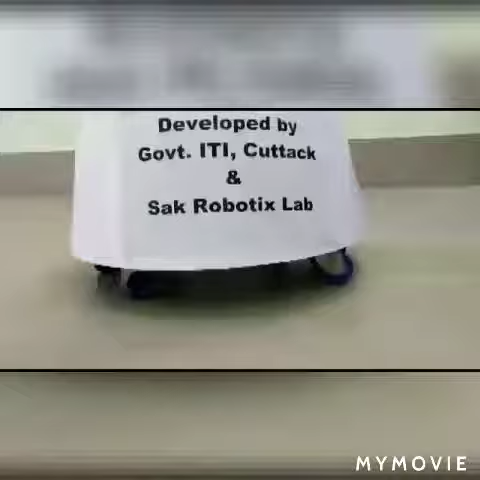 Developed by
Govt. ITI, Cuttack
&
Sak Robotix Lab
MYMOVIE